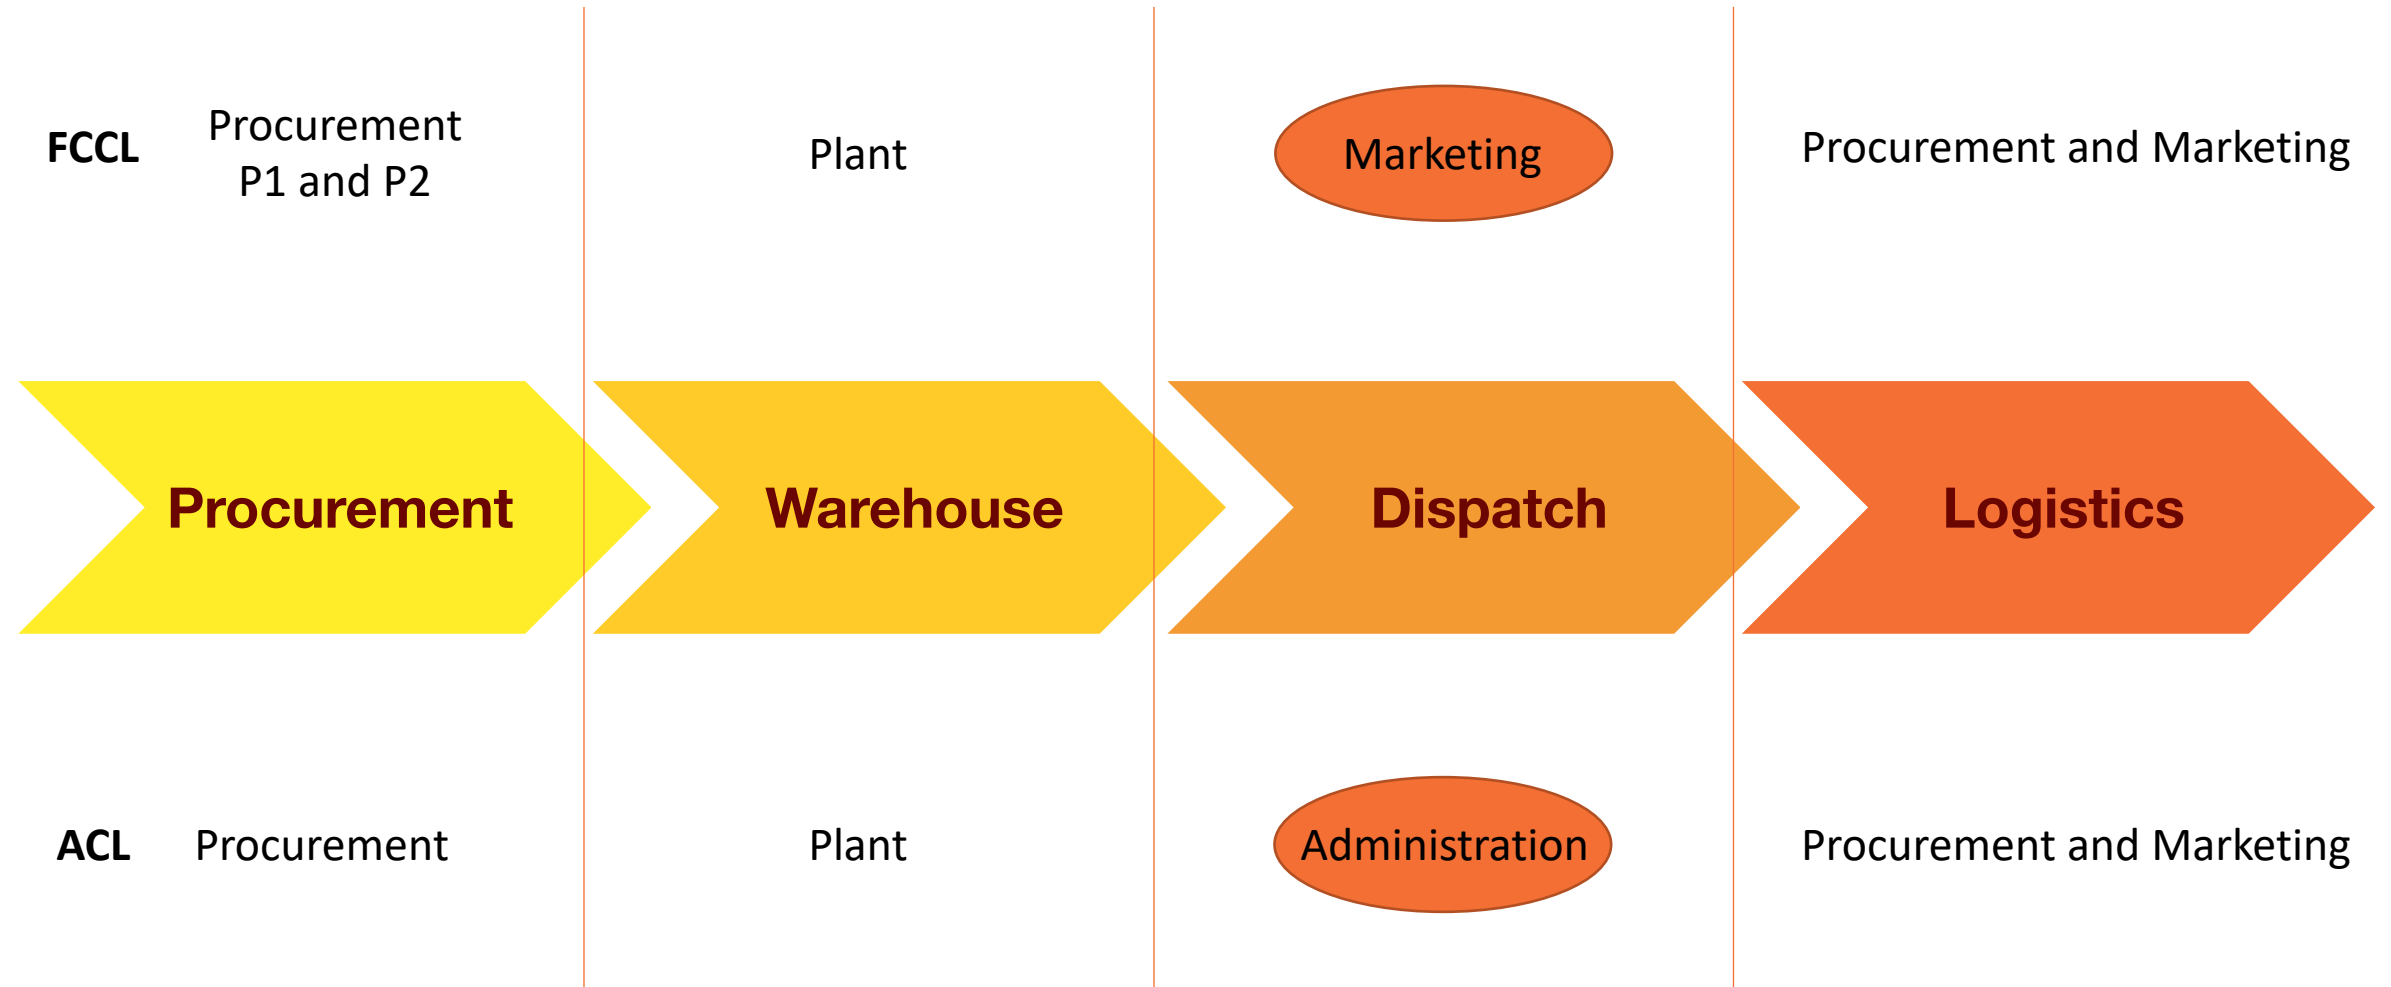 FCCL
Procurement
P1 and P2
Plant
Marketing
Procurement and Marketing
Procurement
Warehouse
Dispatch
Logistics
ACL
Procurement
Plant
Administration
Procurement and Marketing